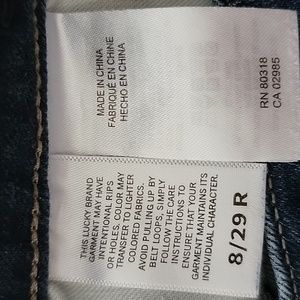 MADE IN CHINA
FABRIQUÉ EN CHINE
HECHO EN CHINA
RN 80318
CA 02985
THIS LUCKY BRAND
GARMENT MAY HAVE
INTENTIONAL RIPS
OR HOLES. COLOR MAY
TRANSFER TO LIGHTER
COLORED FABRICS.
AVOID PULLING UP BY
BELT LOOPS, SIMPLY
FOLLOW THE CARE
INSTRUCTIONS TO
ENSURE THAT YOUR
GARMENT MAINTAINS ITS
INDIVIDUAL CHARACTER.
8/29 R